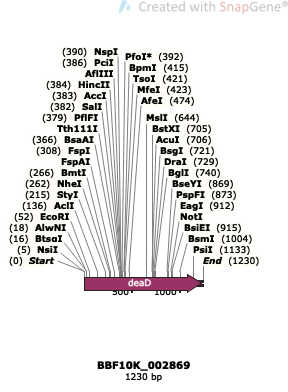 Created with SnapGene®
(390) NspI
(386) PciI
AflIII
(384) HincII
(383) AccI
(382) SalI
(379) PflFI
Tth111I
(366) BsaAI
(308) FspI
FspAI
(266) BmtI
(262) NheI
(215) StyI
(136) AclI
(52) EcoRI
(18) AlwNI
(16) BtsαI
(5) NsiI
(0) Start
PfoI* (392)
BpmI (415)
TsoI (421)
MfeI (423)
AfeI (474)
MslI (644)
BstXI (705)
AcuI (706)
BsgI (721)
DraI (729)
BglI (740)
BseYI (869)
PspFI (873)
EagI (912)
NotI
BsiEI (915)
BsmI (1004)
PsiI (1133)
End (1230)
deaD
500
1000
BBF10K_002869
1230 bp